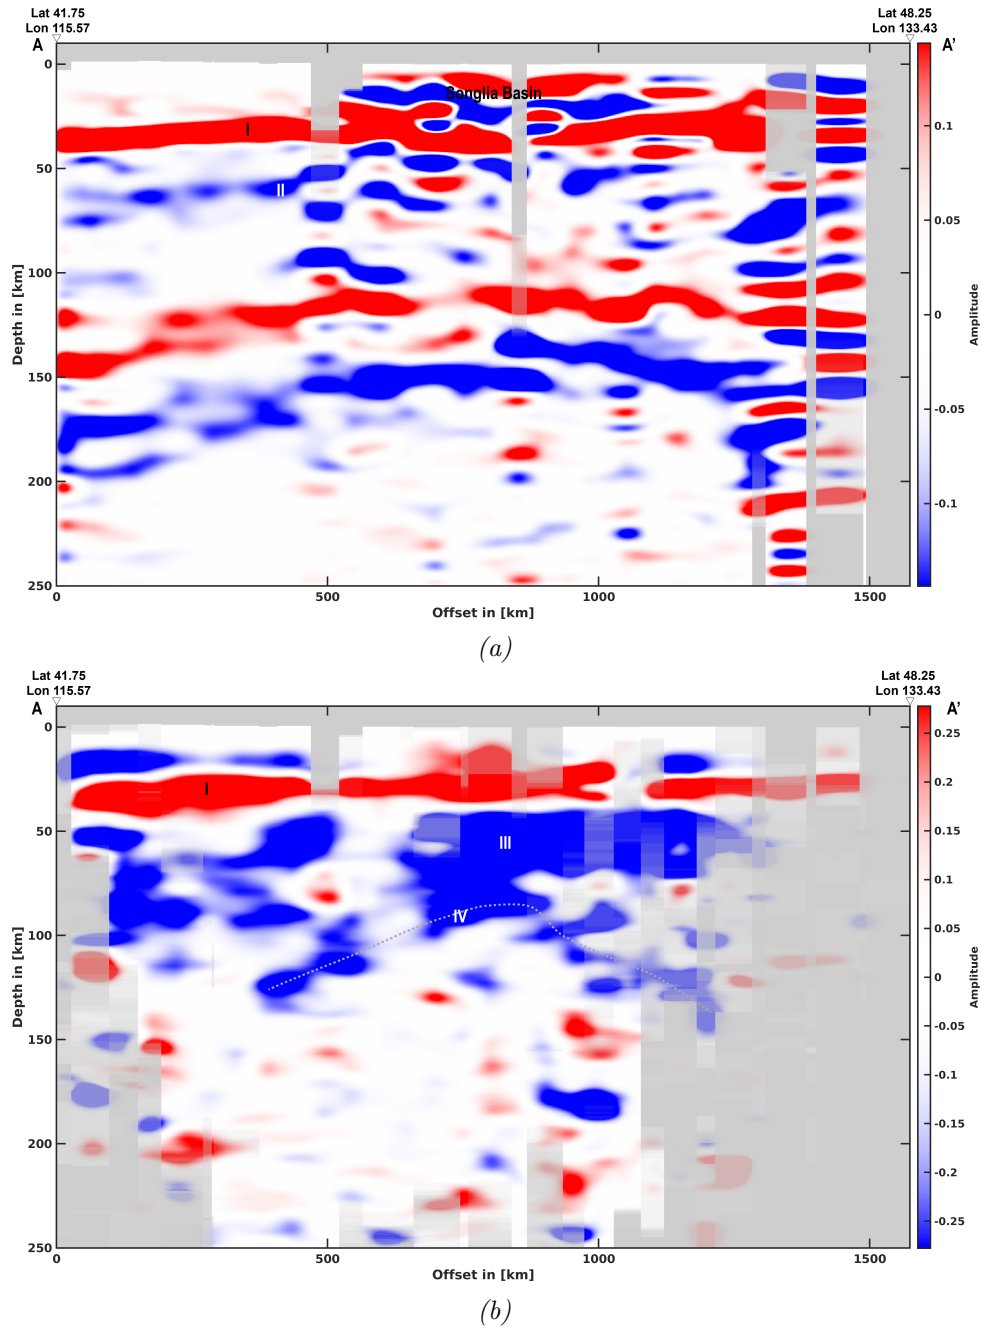 Lat 41.75
Lon 115.57
Lat 48.25
Lon 133.43
A
A'
Songlia Basin
I
II
0
50
100
150
200
250
Depth in [km]
0
500
1000
1500
Offset in [km]
0.1
0.05
0
-0.05
-0.1
Amplitude
(a)
Lat 41.75
Lon 115.57
Lat 48.25
Lon 133.43
A
A'
I
III
IV
0
50
100
150
200
250
Depth in [km]
0
500
1000
1500
Offset in [km]
0.25
0.2
0.15
0.1
0.05
0
-0.05
-0.1
-0.15
-0.2
-0.25
Amplitude
(b)